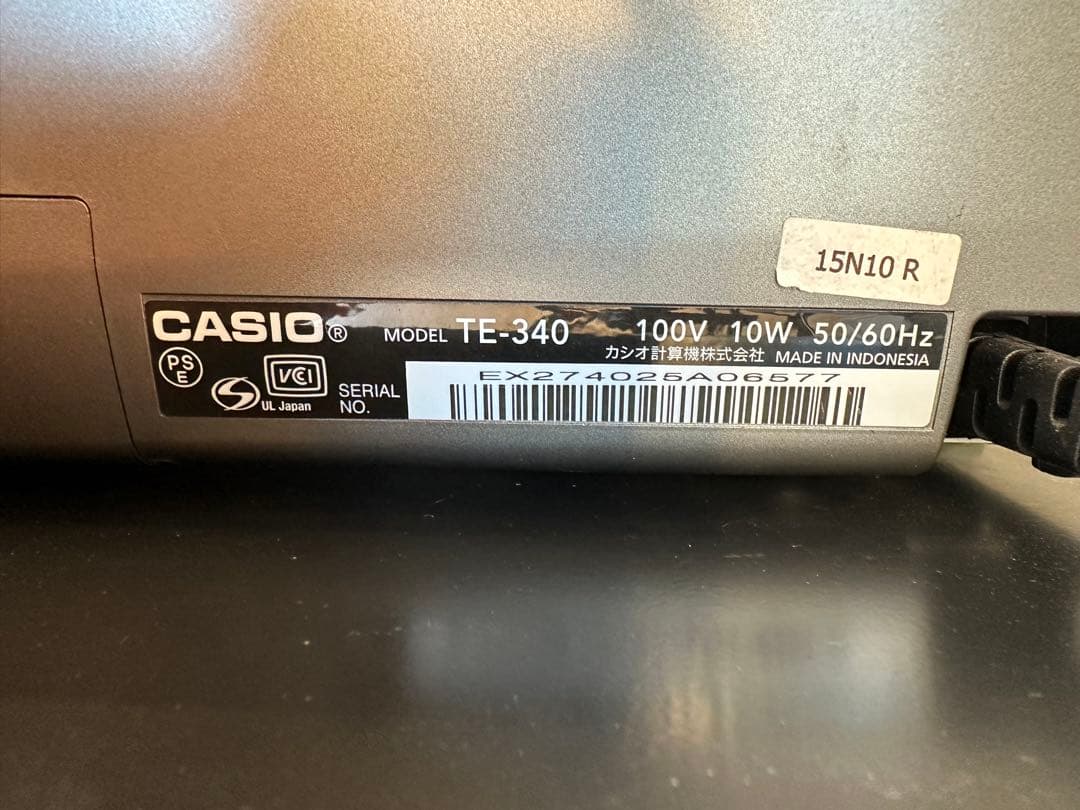 15N10 R
CASIO® MODEL TE-340 100V 10W 50/60Hz
カシオ計算機株式会社 MADE IN INDONESIA
PS
E
VCI
UL Japan
SERIAL
NO.
EX274025A06577